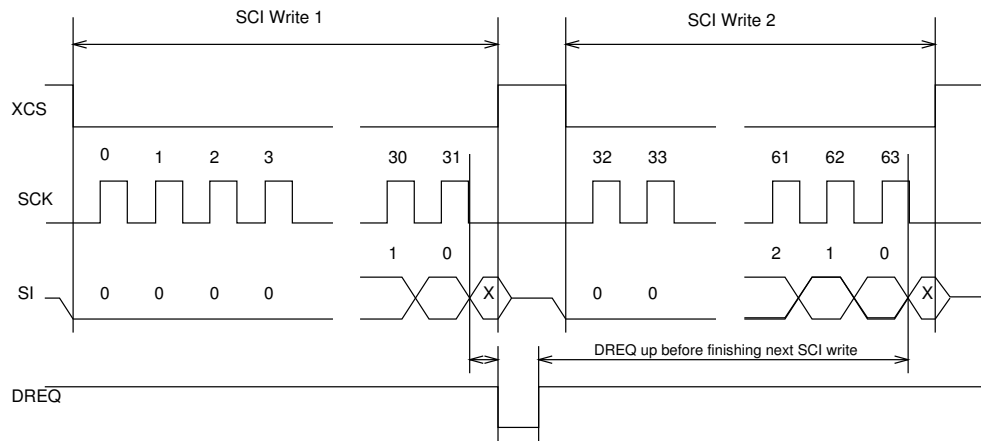 SCI Write 1 SCI Write 2
XCS
0 1 2 3 30 31 32 33 61 62 63
SCK
1 0 2 1 0
SI 0 0 0 0 X 0 0 X
DREQ up before finishing next SCI write
DREQ